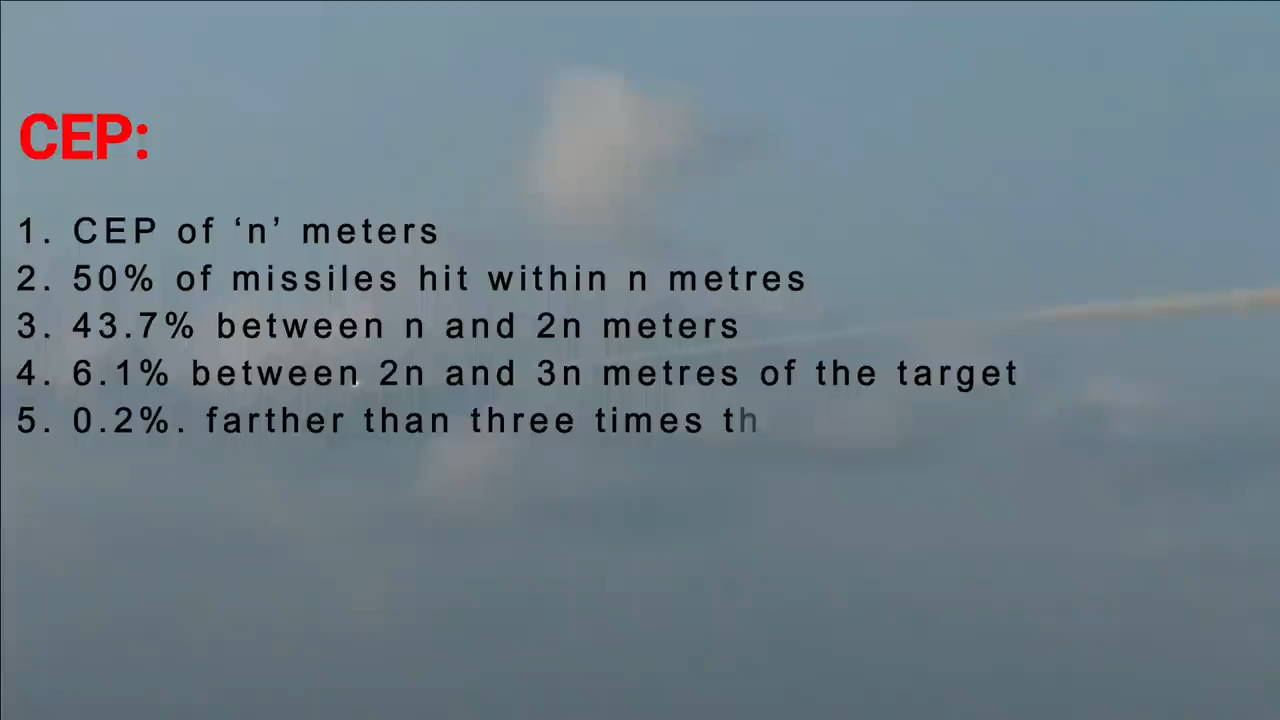 CEP:
1. CEP of ‘n’ meters
2. 50% of missiles hit within n metres
3. 43.7% between n and 2n meters
4. 6.1% between 2n and 3n metres of the target
5. 0.2%. farther than three times th